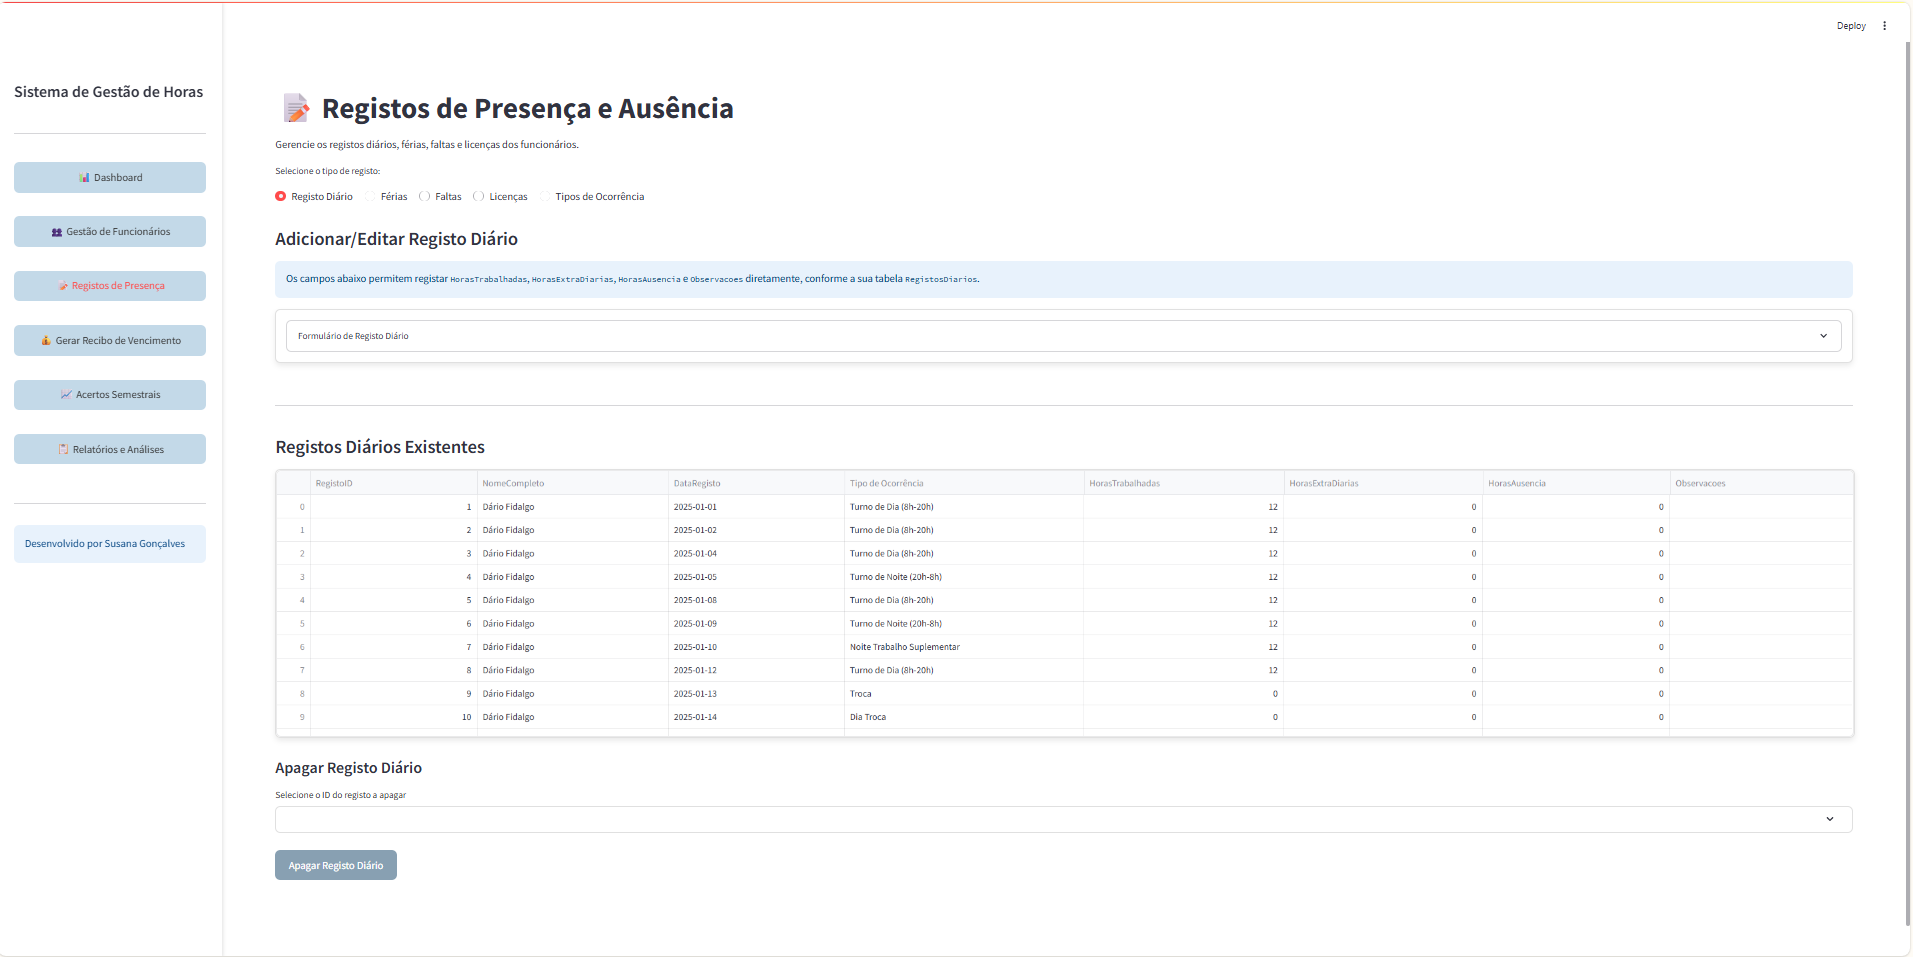 Deploy
Sistema de Gestão de Horas
Dashboard
Gestão de Funcionários
Registos de Presença
Gerar Recibo de Vencimento
Acertos Semestrais
Relatórios e Análises
Desenvolvido por Susana Gonçalves
Registos de Presença e Ausência
Gerencie os registos diários, férias, faltas e licenças dos funcionários.
Selecione o tipo de registo:
Registo Diário Férias Faltas Licenças Tipos de Ocorrência
Adicionar/Editar Registo Diário
Os campos abaixo permitem registar HorasTrabalhadas, HorasExtraDiarias, HorasAusencia e Observacoes diretamente, conforme a sua tabela RegistosDiarios.
Formulário de Registo Diário
Registos Diários Existentes
RegistoID NomeCompleto DataRegisto Tipo de Ocorrência HorasTrabalhadas HorasExtraDiarias HorasAusencia Observacoes
0 1 Dário Fidalgo 2025-01-01 Turno de Dia (8h-20h) 12 0 0
1 2 Dário Fidalgo 2025-01-02 Turno de Dia (8h-20h) 12 0 0
2 3 Dário Fidalgo 2025-01-04 Turno de Dia (8h-20h) 12 0 0
3 4 Dário Fidalgo 2025-01-05 Turno de Noite (20h-8h) 12 0 0
4 5 Dário Fidalgo 2025-01-08 Turno de Dia (8h-20h) 12 0 0
5 6 Dário Fidalgo 2025-01-09 Turno de Noite (20h-8h) 12 0 0
6 7 Dário Fidalgo 2025-01-10 Noite Trabalho Suplementar 12 0 0
7 8 Dário Fidalgo 2025-01-12 Turno de Dia (8h-20h) 12 0 0
8 9 Dário Fidalgo 2025-01-13 Troca 0 0 0
9 10 Dário Fidalgo 2025-01-14 Dia Troca 0 0 0
Apagar Registo Diário
Selecione o ID do registo a apagar
Apagar Registo Diário